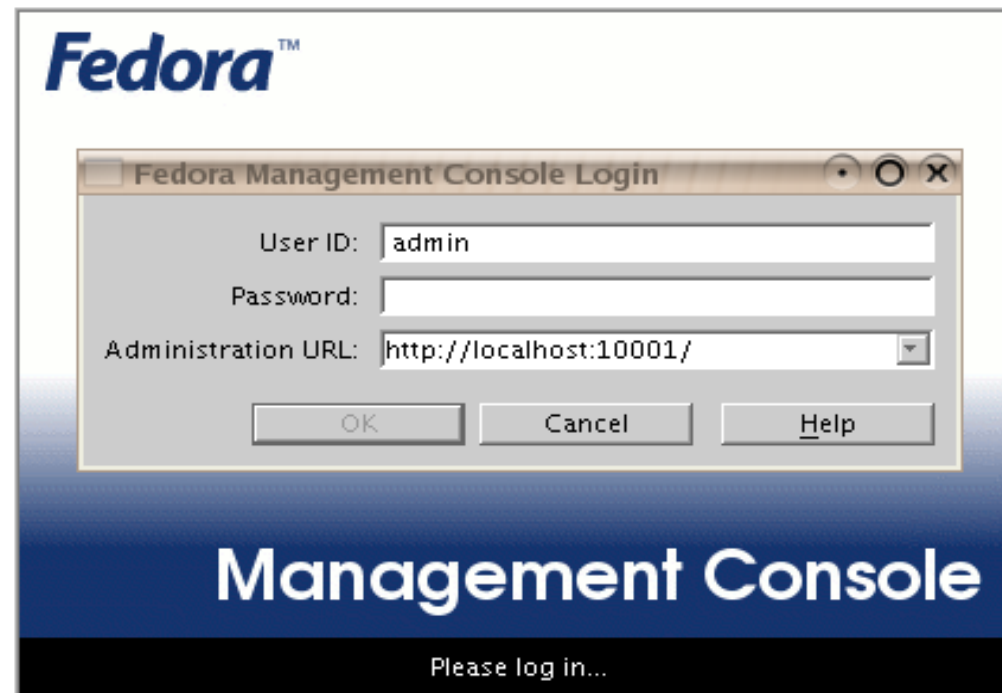 Fedora™
Fedora Management Console Login
User ID: admin
Password:
Administration URL: http://localhost:10001/
OK Cancel Help
Management Console
Please log in...